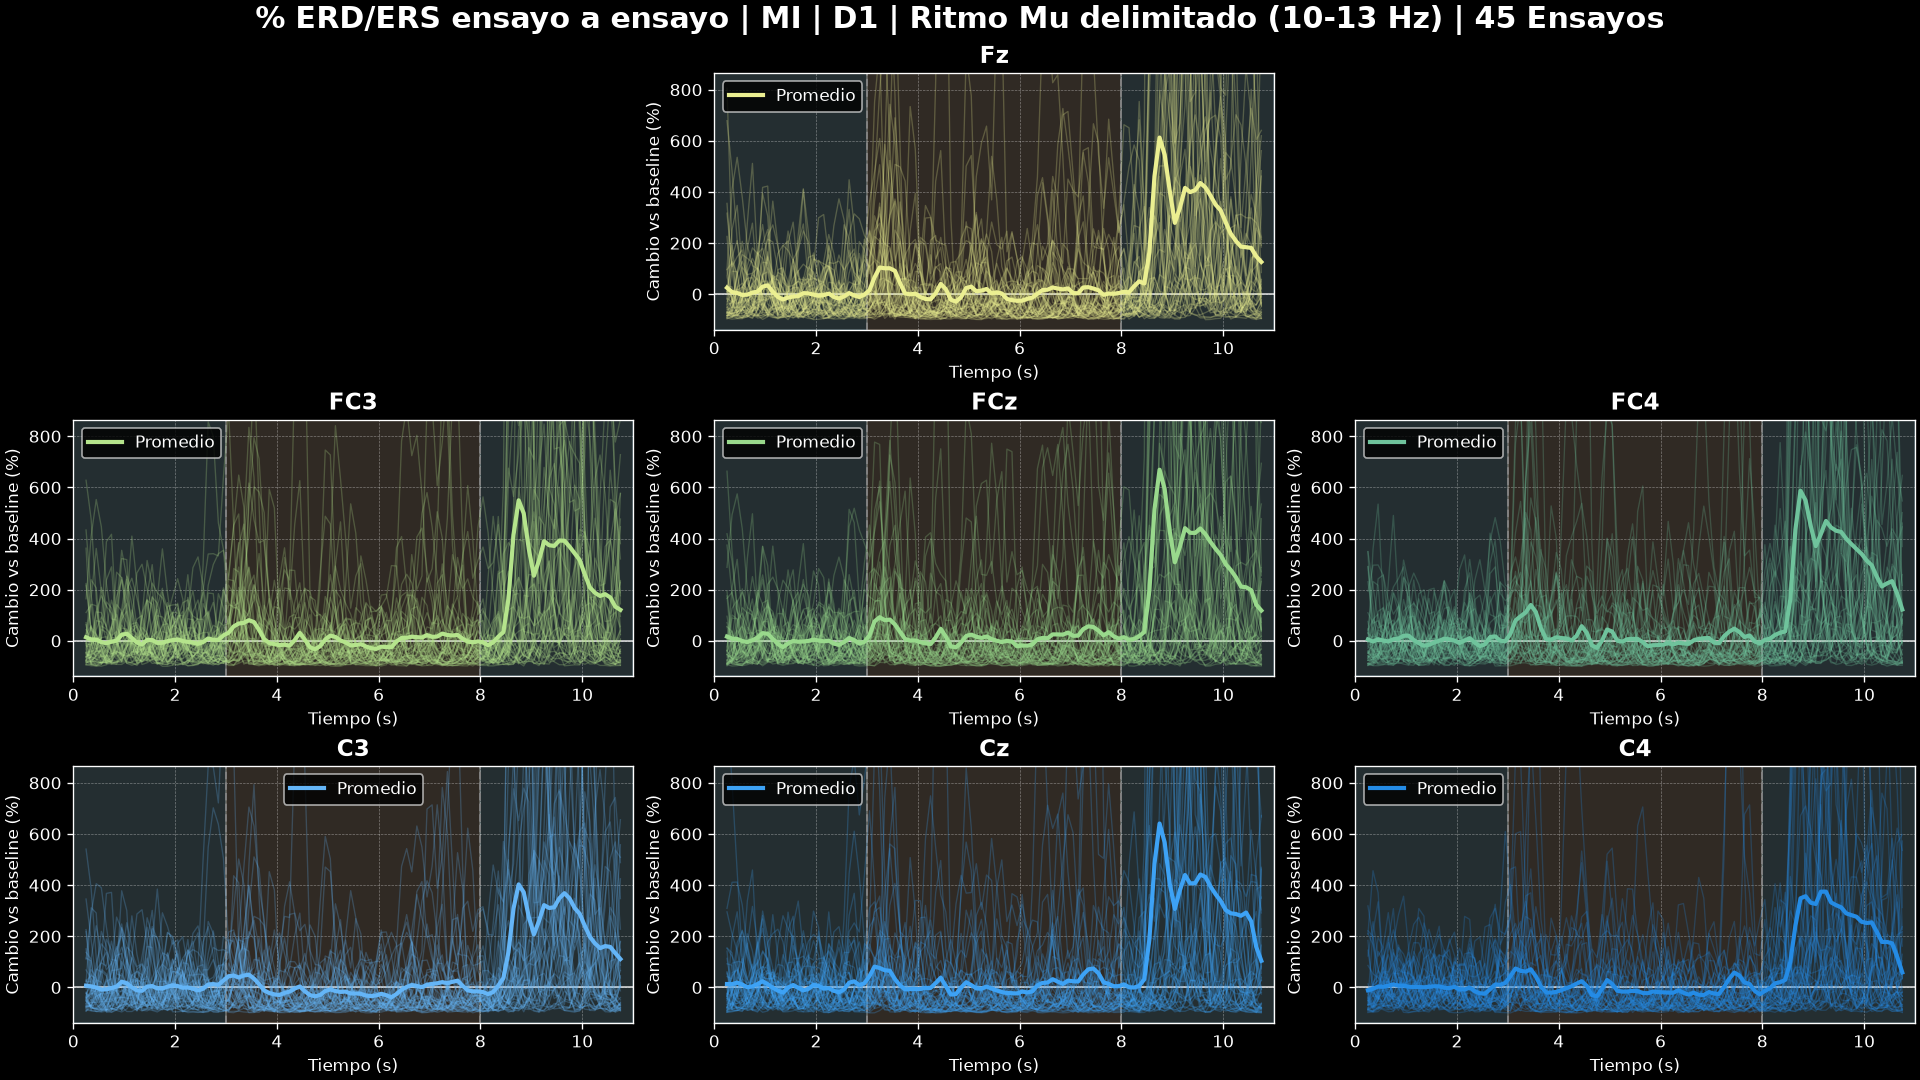 % ERD/ERS ensayo a ensayo | MI | D1 | Ritmo Mu delimitado (10-13 Hz) | 45 Ensayos
Fz
Cambio vs baseline (%)
800
600
400
200
0
Promedio
0 2 4 6 8 10
Tiempo (s)
FC3
Cambio vs baseline (%)
800
600
400
200
0
Promedio
0 2 4 6 8 10
Tiempo (s)
FCz
Cambio vs baseline (%)
800
600
400
200
0
Promedio
0 2 4 6 8 10
Tiempo (s)
FC4
Cambio vs baseline (%)
800
600
400
200
0
Promedio
0 2 4 6 8 10
Tiempo (s)
C3
Cambio vs baseline (%)
800
600
400
200
0
Promedio
0 2 4 6 8 10
Tiempo (s)
Cz
Cambio vs baseline (%)
800
600
400
200
0
Promedio
0 2 4 6 8 10
Tiempo (s)
C4
Cambio vs baseline (%)
800
600
400
200
0
Promedio
0 2 4 6 8 10
Tiempo (s)